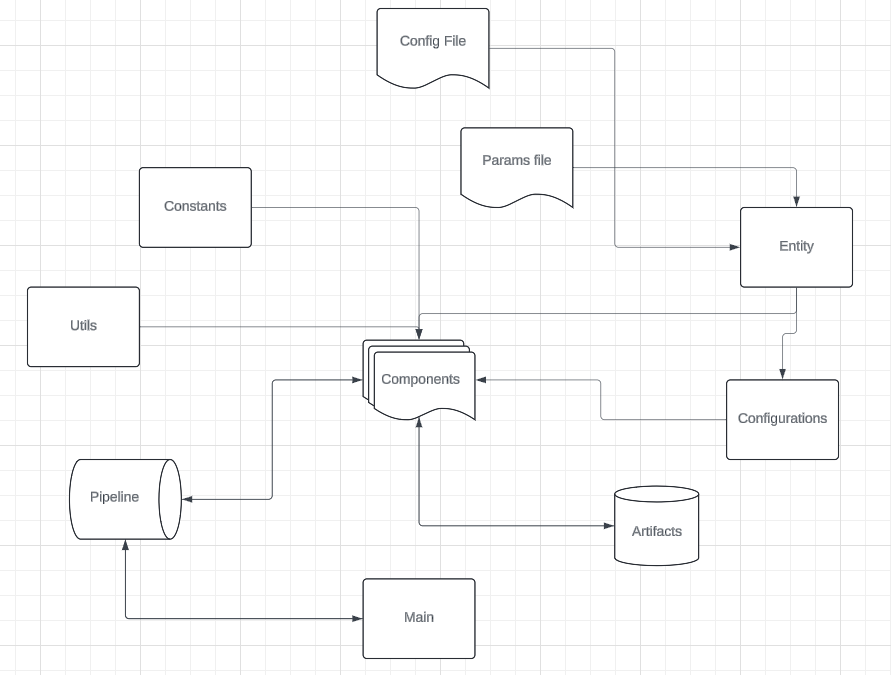 Config File
Params file
Constants
Entity
Utils
Components
Configurations
Pipeline
Artifacts
Main